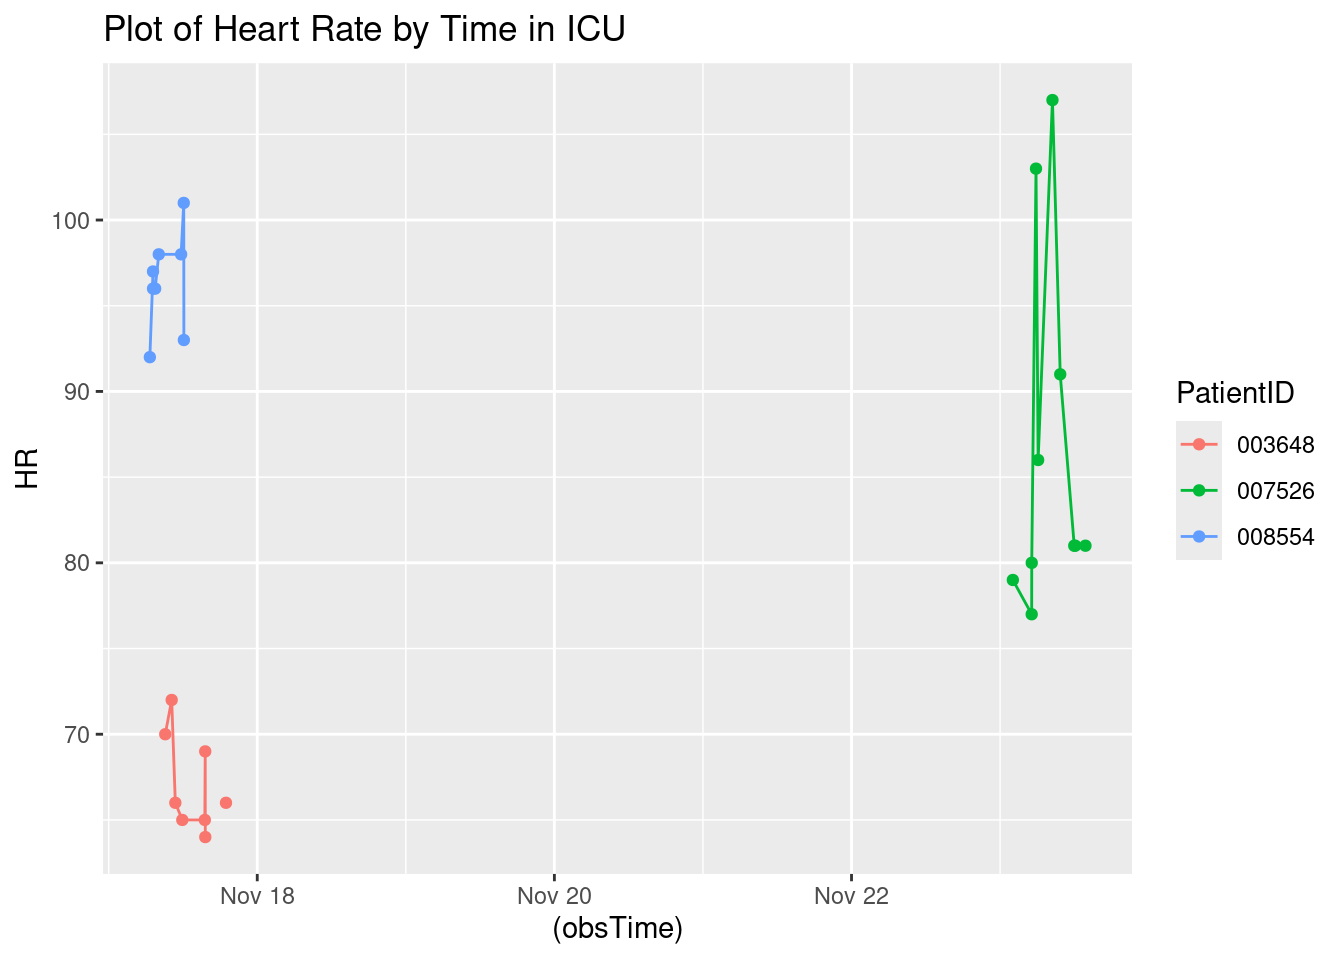 Plot of Heart Rate by Time in ICU
100
90
80
70
HR
Nov 18
Nov 20
Nov 22
(obsTime)
PatientID
003648
007526
008554